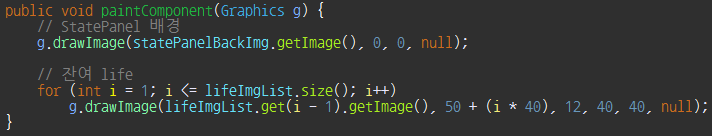 public void paintComponent(Graphics g) {
// StatePanel 배경
g.drawImage(statePanelBackImg.getImage(), 0, 0, null);
// 잔여 life
for (int i = 1; i <= lifeImgList.size(); i++)
g.drawImage(lifeImgList.get(i - 1).getImage(), 50 + (i * 40), 12, 40, 40, null);
}